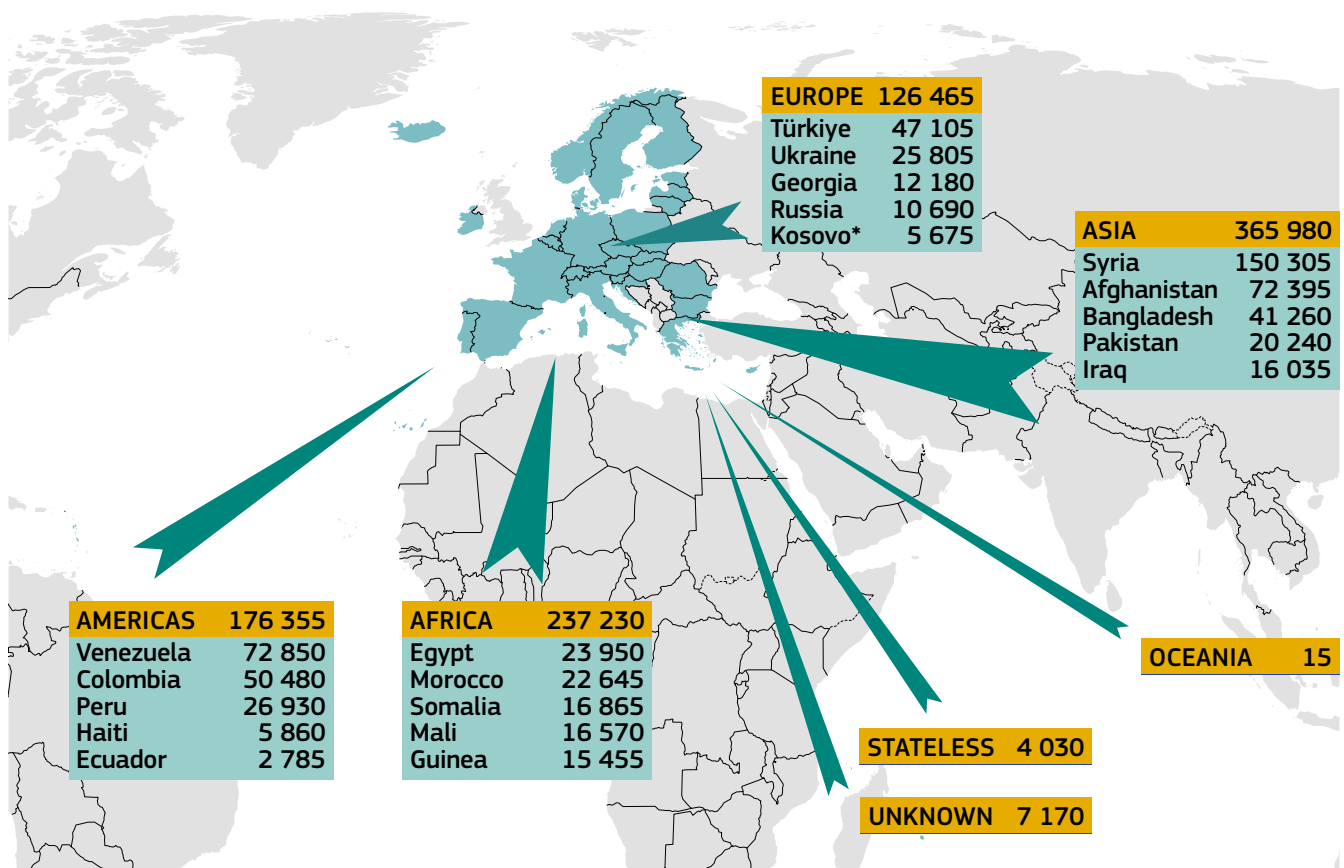 EUROPE 126 465
Türkiye 47 105
Ukraine 25 805
Georgia 12 180
Russia 10 690
Kosovo* 5 675
ASIA 365 980
Syria 150 305
Afghanistan 72 395
Bangladesh 41 260
Pakistan 20 240
Iraq 16 035
AMERICAS 176 355
Venezuela 72 850
Colombia 50 480
Peru 26 930
Haiti 5 860
Ecuador 2 785
AFRICA 237 230
Egypt 23 950
Morocco 22 645
Somalia 16 865
Mali 16 570
Guinea 15 455
OCEANIA 15
STATELESS 4 030
UNKNOWN 7 170